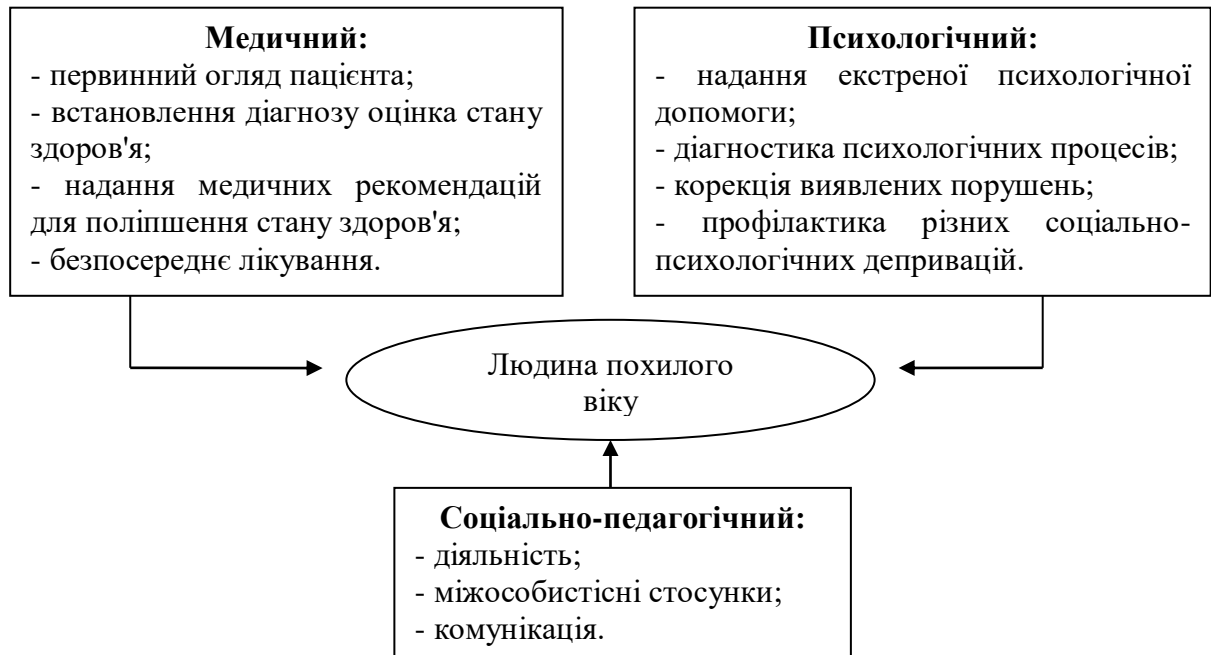 Медичний:
- первинний огляд пацієнта;
- встановлення діагнозу оцінка стану
здоров'я;
- надання медичних рекомендацій
для поліпшення стану здоров'я;
- безпосереднє лікування.
Психологічний:
- надання екстреної психологічної
допомоги;
- діагностика психологічних процесів;
- корекція виявлених порушень;
- профілактика різних соціально-
психологічних деприваційй.
Людина похилого
віку
Соціально-педагогічний:
- діяльність;
- міжособистісні стосунки;
- комунікація.